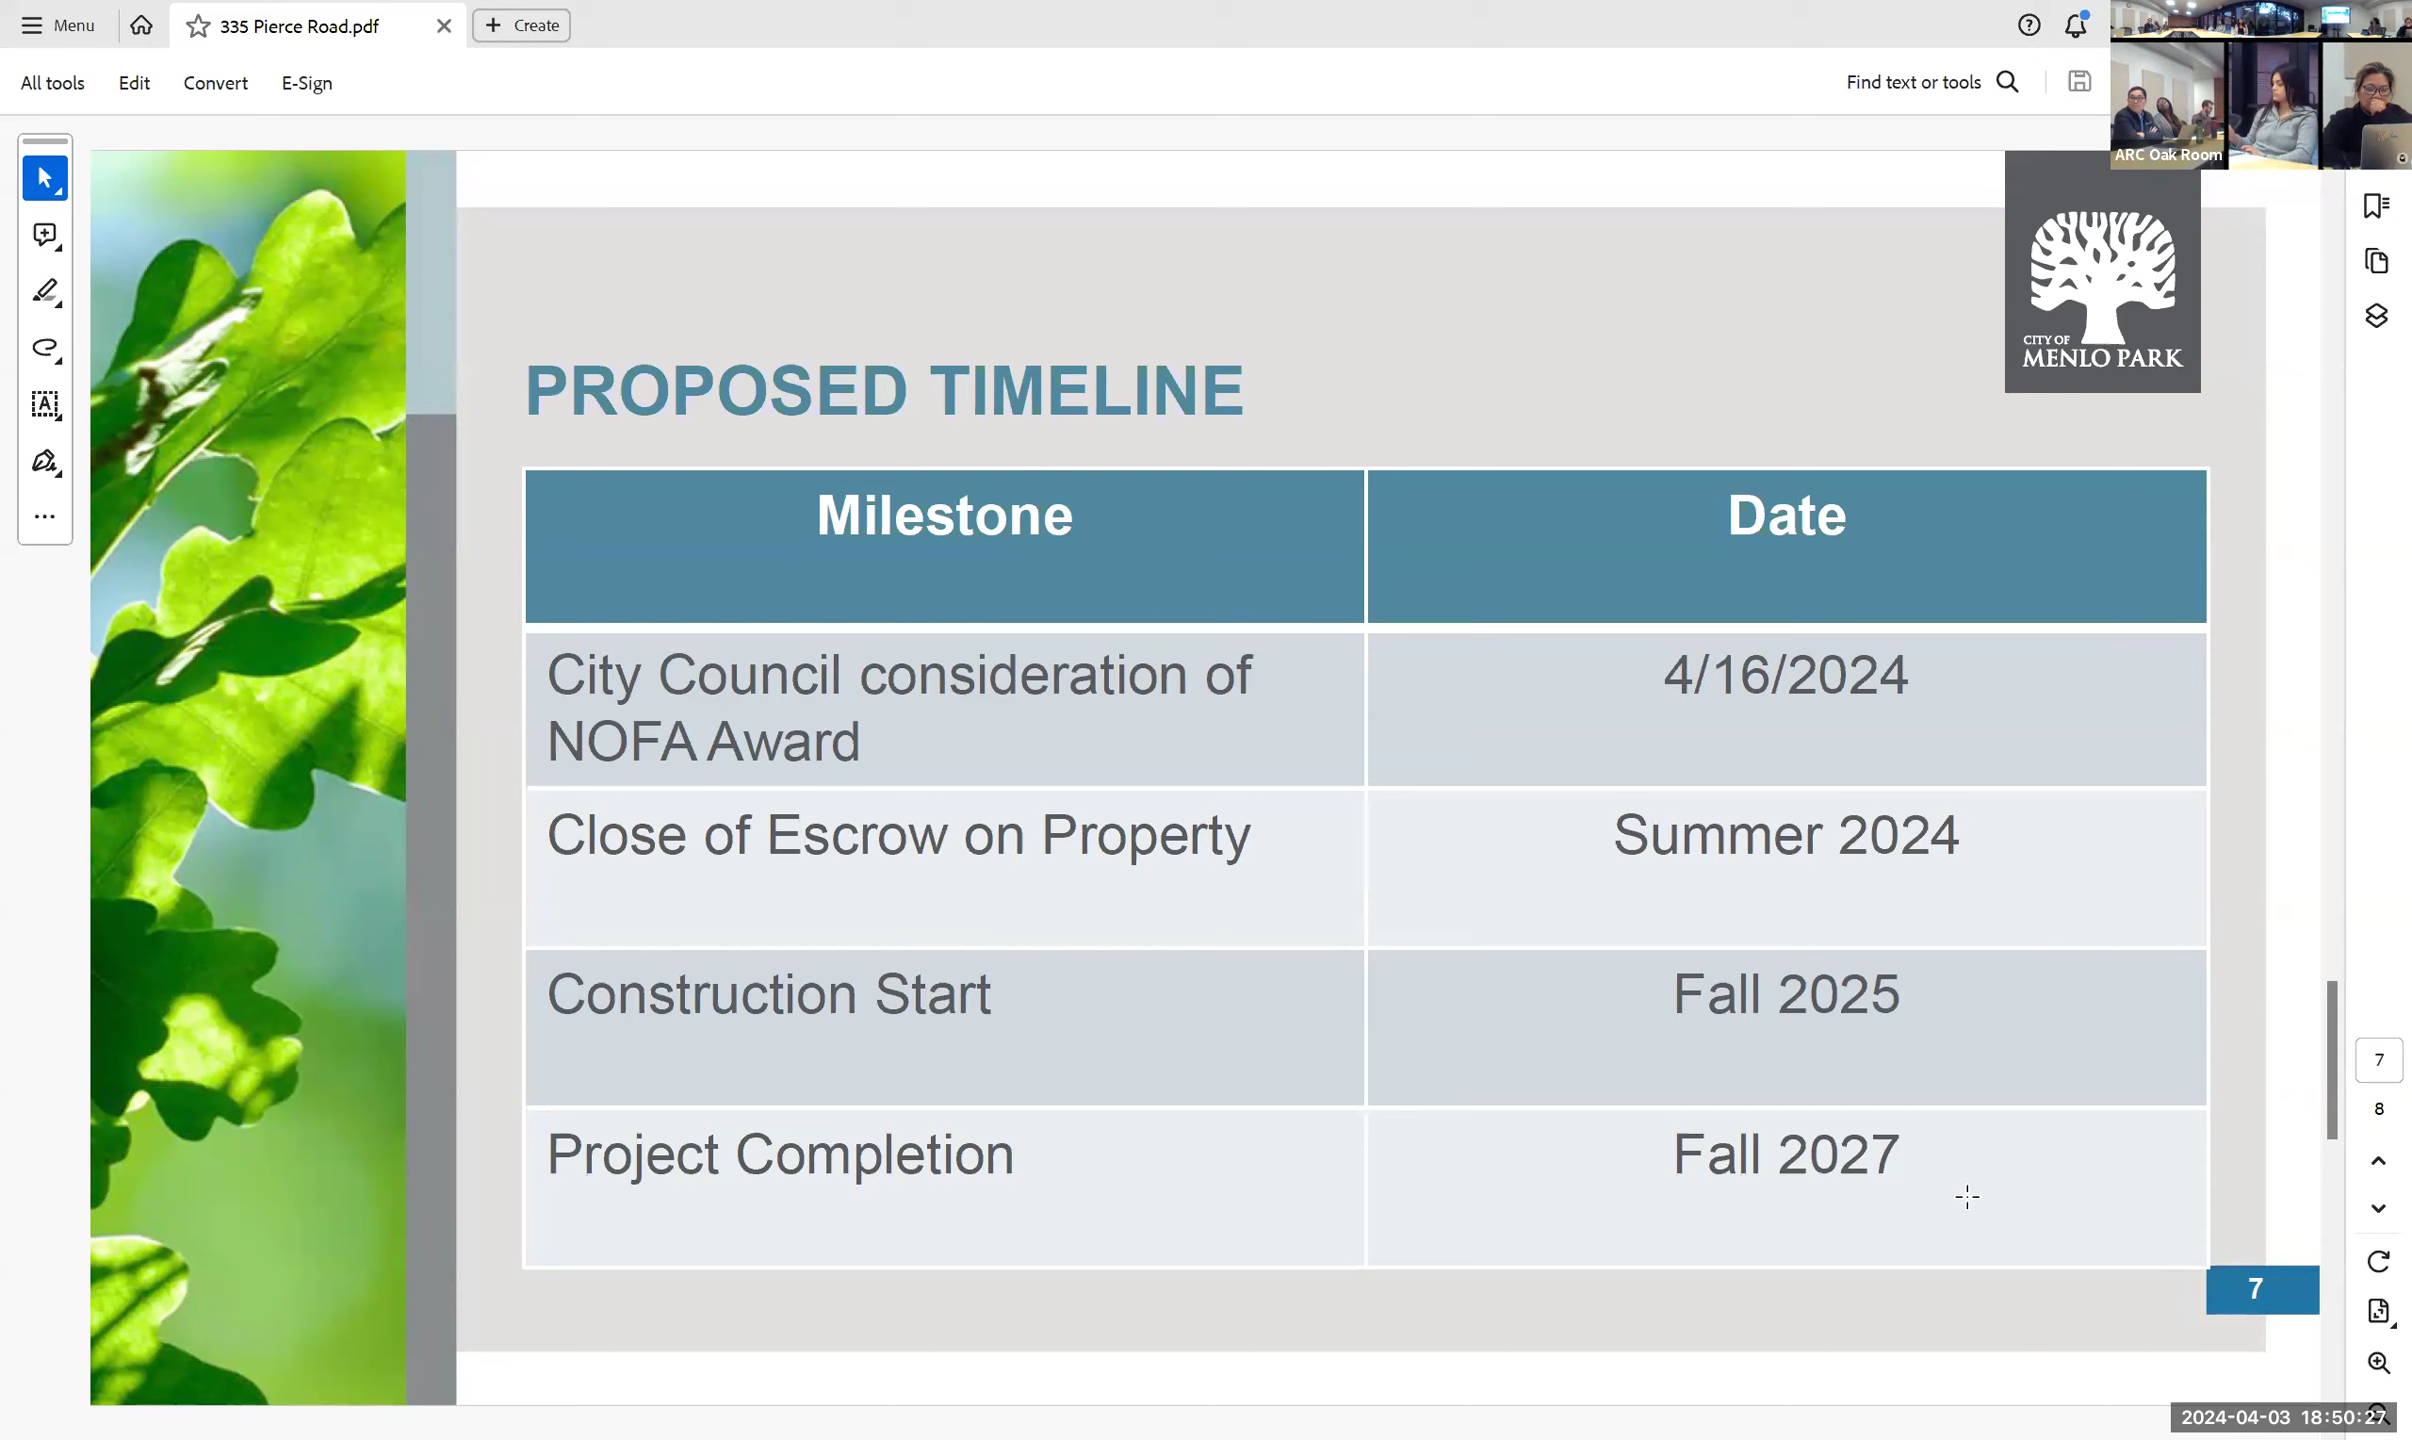 Menu
335 Pierce Road.pdf
Create
All tools
Edit
Convert
E-Sign
Find text or tools
ARC Oak Room
CITY OF
MENLO PARK
PROPOSED TIMELINE
Milestone
Date
City Council consideration of
NOFA Award
4/16/2024
Close of Escrow on Property
Summer 2024
Construction Start
Fall 2025
Project Completion
Fall 2027
7
7
8
2024-04-03 18:50:27